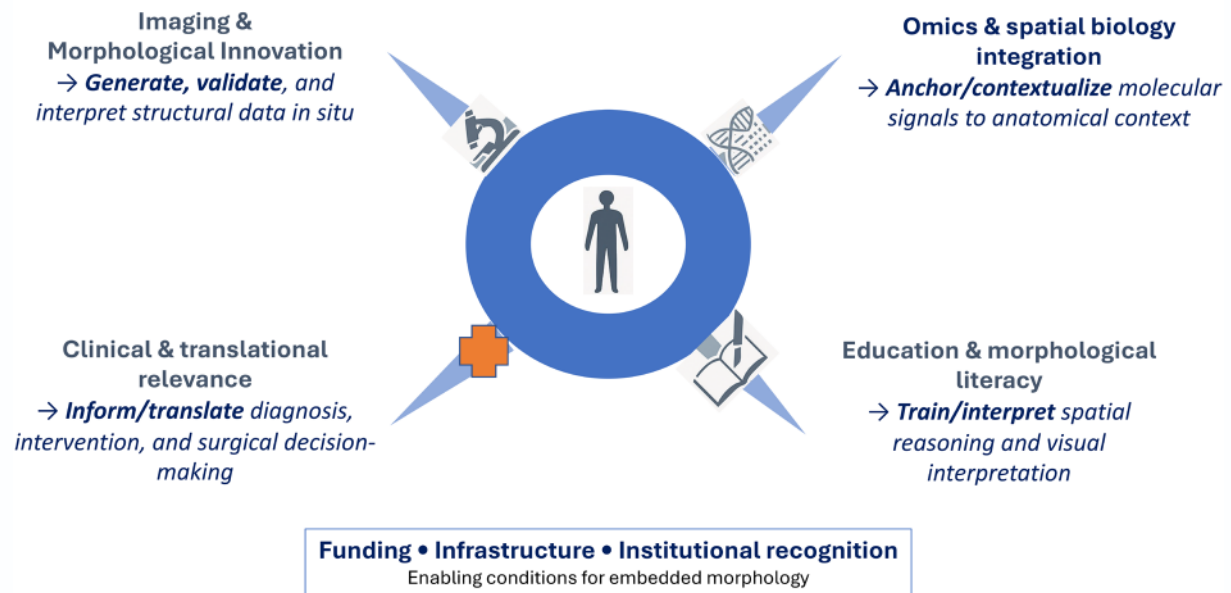 Imaging &
Morphological Innovation
→ Generate, validate, and
interpret structural data in situ
Omics & spatial biology
integration
→ Anchor/contextualize molecular
signals to anatomical context
Clinical & translational
relevance
→ Inform/translate diagnosis,
intervention, and surgical decision-
making
Education & morphological
literacy
→ Train/interpret spatial
reasoning and visual
interpretation
Funding • Infrastructure • Institutional recognition
Enabling conditions for embedded morphology